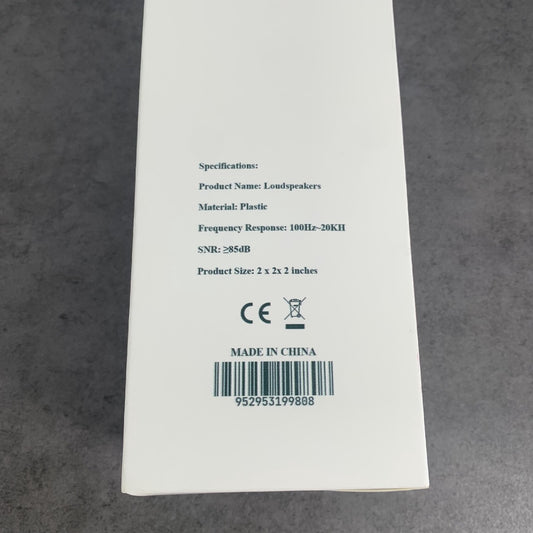 Specifications:
Product Name: Loudspeakers
Material: Plastic
Frequency Response: 100Hz~20KH
SNR: ≥85dB
Product Size: 2 x 2x 2 inches
CE
MADE IN CHINA
952953199808